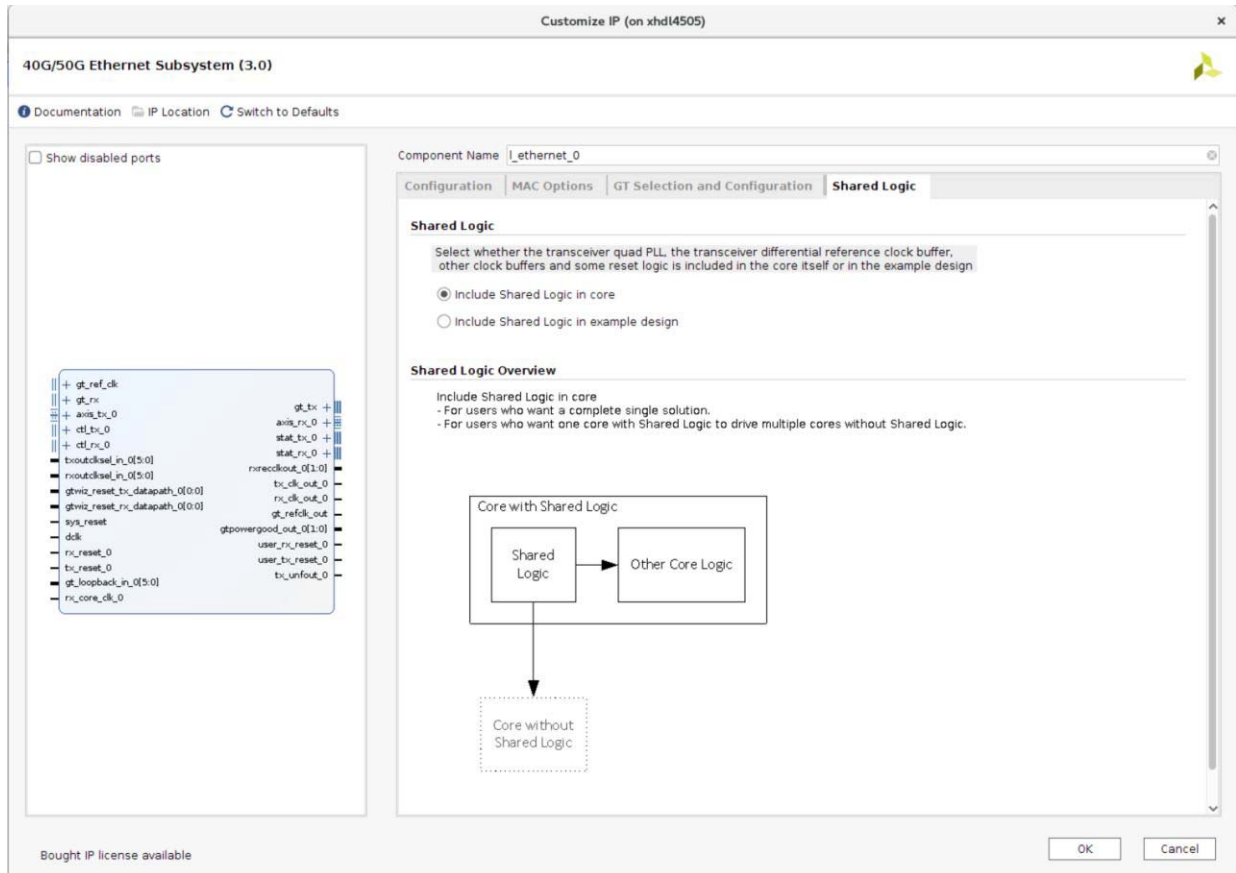 Customize IP (on xhdl4505)
40G/50G Ethernet Subsystem (3.0)
Documentation IP Location Switch to Defaults
Show disabled ports
gt_ref_clk
gt_rx
axis_tx_0
ctl_tx_0
ctl_rx_0
txoutclksel_in_0[5:0]
rxoutclksel_in_0[5:0]
gtwiz_reset_tx_datapath_0[0:0]
gtwiz_reset_rx_datapath_0[0:0]
sys_reset
dclk
rx_reset_0
tx_reset_0
gt_loopback_in_0[5:0]
rx_core_clk_0
gt_tx
axis_rx_0
stat_tx_0
stat_rx_0
rxrecclkout_0[1:0]
tx_clk_out_0
rx_clk_out_0
gt_refclk_out
gtpowergood_out_0[1:0]
user_rx_reset_0
user_tx_reset_0
tx_unfout_0
Component Name l_ethernet_0
Configuration MAC Options GT Selection and Configuration Shared Logic
Shared Logic
Select whether the transceiver quad PLL, the transceiver differential reference clock buffer,
other clock buffers and some reset logic is included in the core itself or in the example design
Include Shared Logic in core
Include Shared Logic in example design
Shared Logic Overview
Include Shared Logic in core
- For users who want a complete single solution.
- For users who want one core with Shared Logic to drive multiple cores without Shared Logic.
Core with Shared Logic
Shared
Logic
Other Core Logic
Core without
Shared Logic
Bought IP license available
OK Cancel